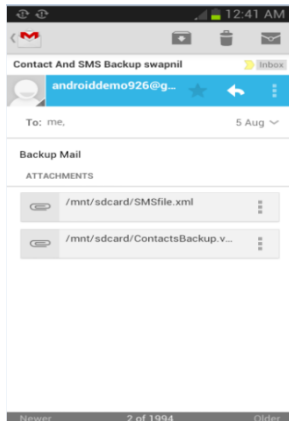 12:41 AM
Contact And SMS Backup swapnil Inbox
androiddemo926@g...
To: me, 5 Aug
Backup Mail
ATTACHMENTS
/mnt/sdcard/SMSfile.xml
/mnt/sdcard/ContactsBackup.v...
Newer 2 of 1994 Older